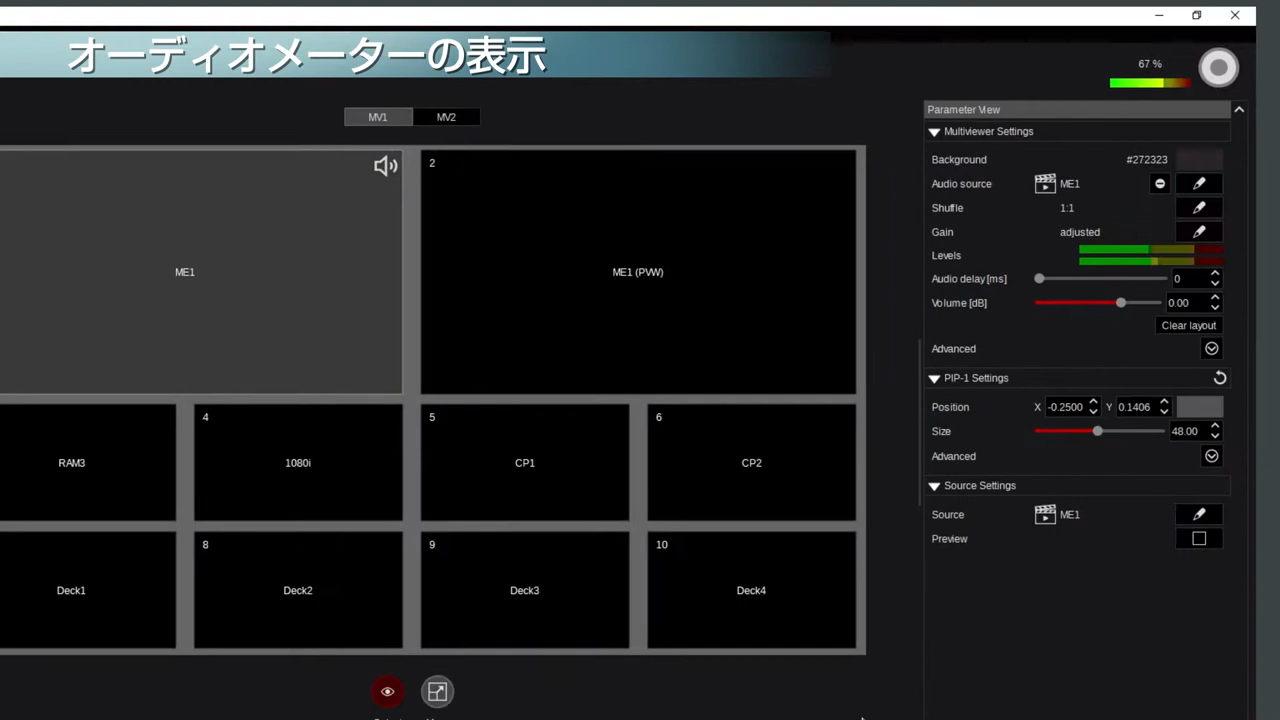 オーディオメーターの表示
67 %
MV1
MV2
Parameter View
Multiviewer Settings
Background
#272323
Audio source
ME1
Shuffle
1:1
Gain
adjusted
Levels
Audio delay[ms]
0
Volume [dB]
0.00
Clear layout
Advanced
PIP-1 Settings
Position
X
-0.2500
Y
0.1406
Size
48.00
Advanced
Source Settings
Source
ME1
Preview
ME1
2
ME1 (PVW)
RAM3
4
1080i
5
CP1
6
CP2
Deck1
8
Deck2
9
Deck3
10
Deck4